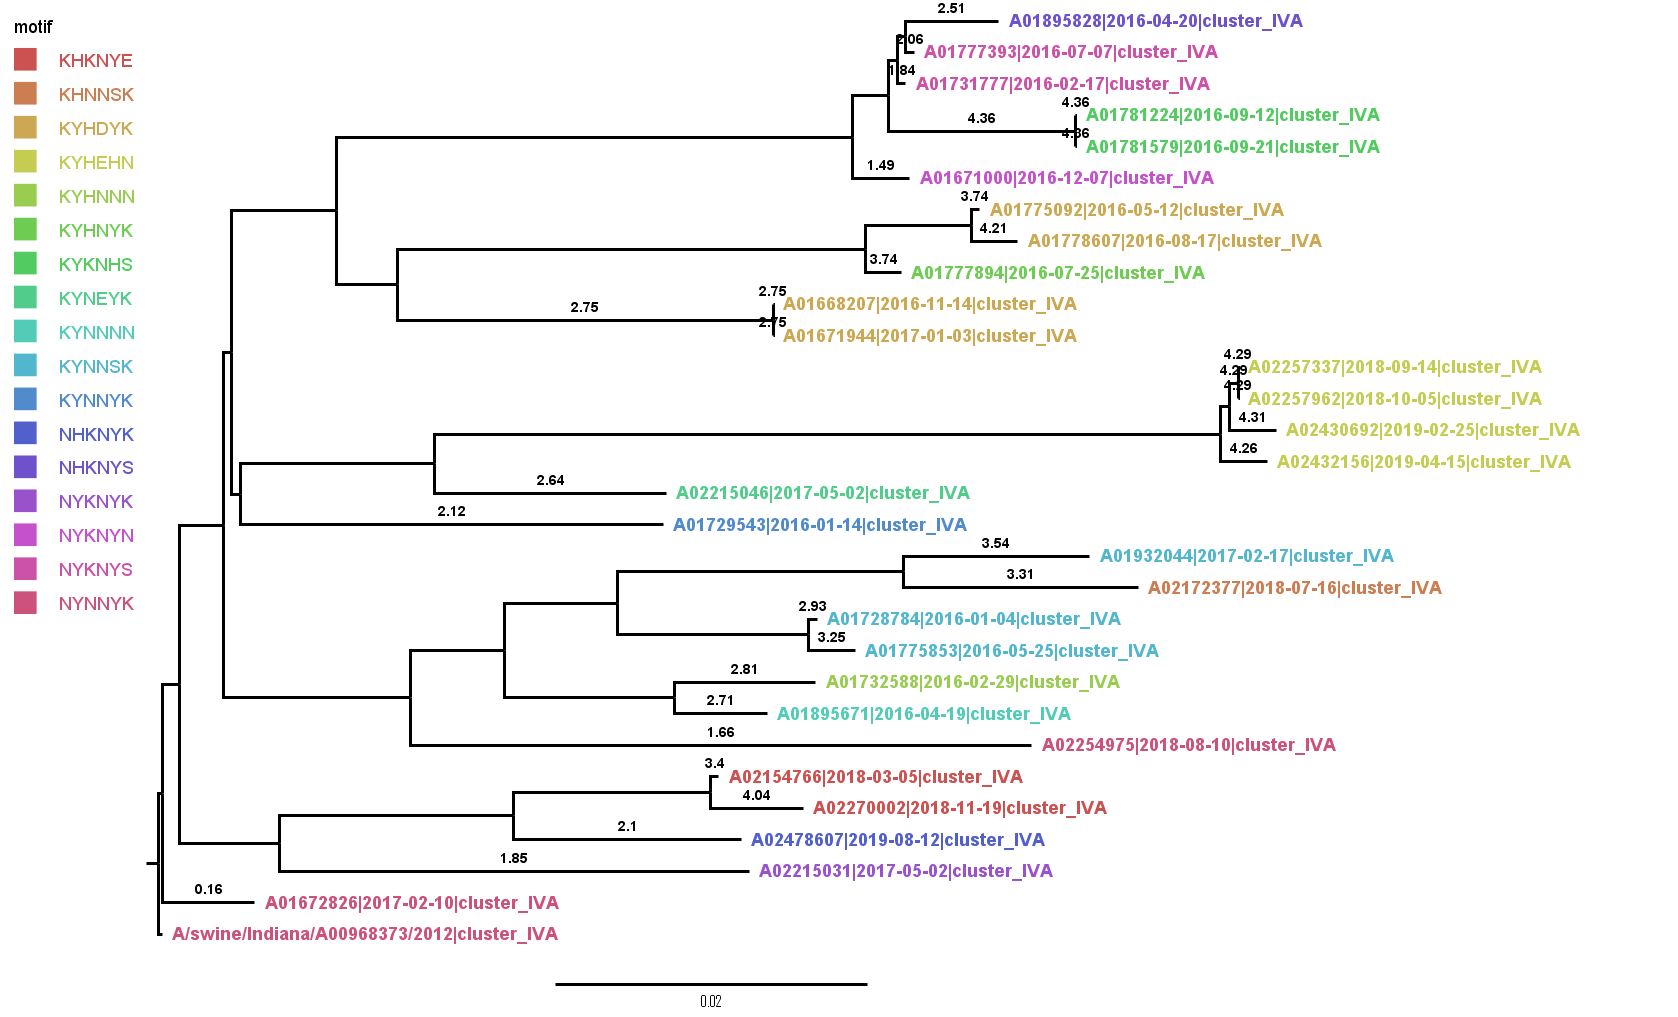 motif
KHKNYE
KHNNSK
KYHDYK
KYHEHN
KYHNNN
KYHNYK
KYKNHS
KYNEYK
KYNNNN
KYNNSK
KYNNYK
NHKNYK
NHKNYS
NYKNYK
NYKNYN
NYKNYS
NYNNYK
2.51
A01895828|2016-04-20|cluster_IVA
2.06
A01777393|2016-07-07|cluster_IVA
1.84
A01731777|2016-02-17|cluster_IVA
4.36
4.36
A01781224|2016-09-12|cluster_IVA
4.36
A01781579|2016-09-21|cluster_IVA
1.49
A01671000|2016-12-07|cluster_IVA
3.74
A01775092|2016-05-12|cluster_IVA
4.21
A01778607|2016-08-17|cluster_IVA
3.74
A01777894|2016-07-25|cluster_IVA
2.75
2.75
A01668207|2016-11-14|cluster_IVA
2.75
A01671944|2017-01-03|cluster_IVA
4.29
A02257337|2018-09-14|cluster_IVA
4.29
4.29
A02257962|2018-10-05|cluster_IVA
4.31
A02430692|2019-02-25|cluster_IVA
4.26
A02432156|2019-04-15|cluster_IVA
2.64
A02215046|2017-05-02|cluster_IVA
2.12
A01729543|2016-01-14|cluster_IVA
3.54
A01932044|2017-02-17|cluster_IVA
3.31
A02172377|2018-07-16|cluster_IVA
2.93
A01728784|2016-01-04|cluster_IVA
3.25
A01775853|2016-05-25|cluster_IVA
2.81
A01732588|2016-02-29|cluster_IVA
2.71
A01895671|2016-04-19|cluster_IVA
1.66
A02254975|2018-08-10|cluster_IVA
3.4
A02154766|2018-03-05|cluster_IVA
4.04
A02270002|2018-11-19|cluster_IVA
2.1
A02478607|2019-08-12|cluster_IVA
1.85
A02215031|2017-05-02|cluster_IVA
0.16
A01672826|2017-02-10|cluster_IVA
A/swine/Indiana/A00968373/2012|cluster_IVA
0.02